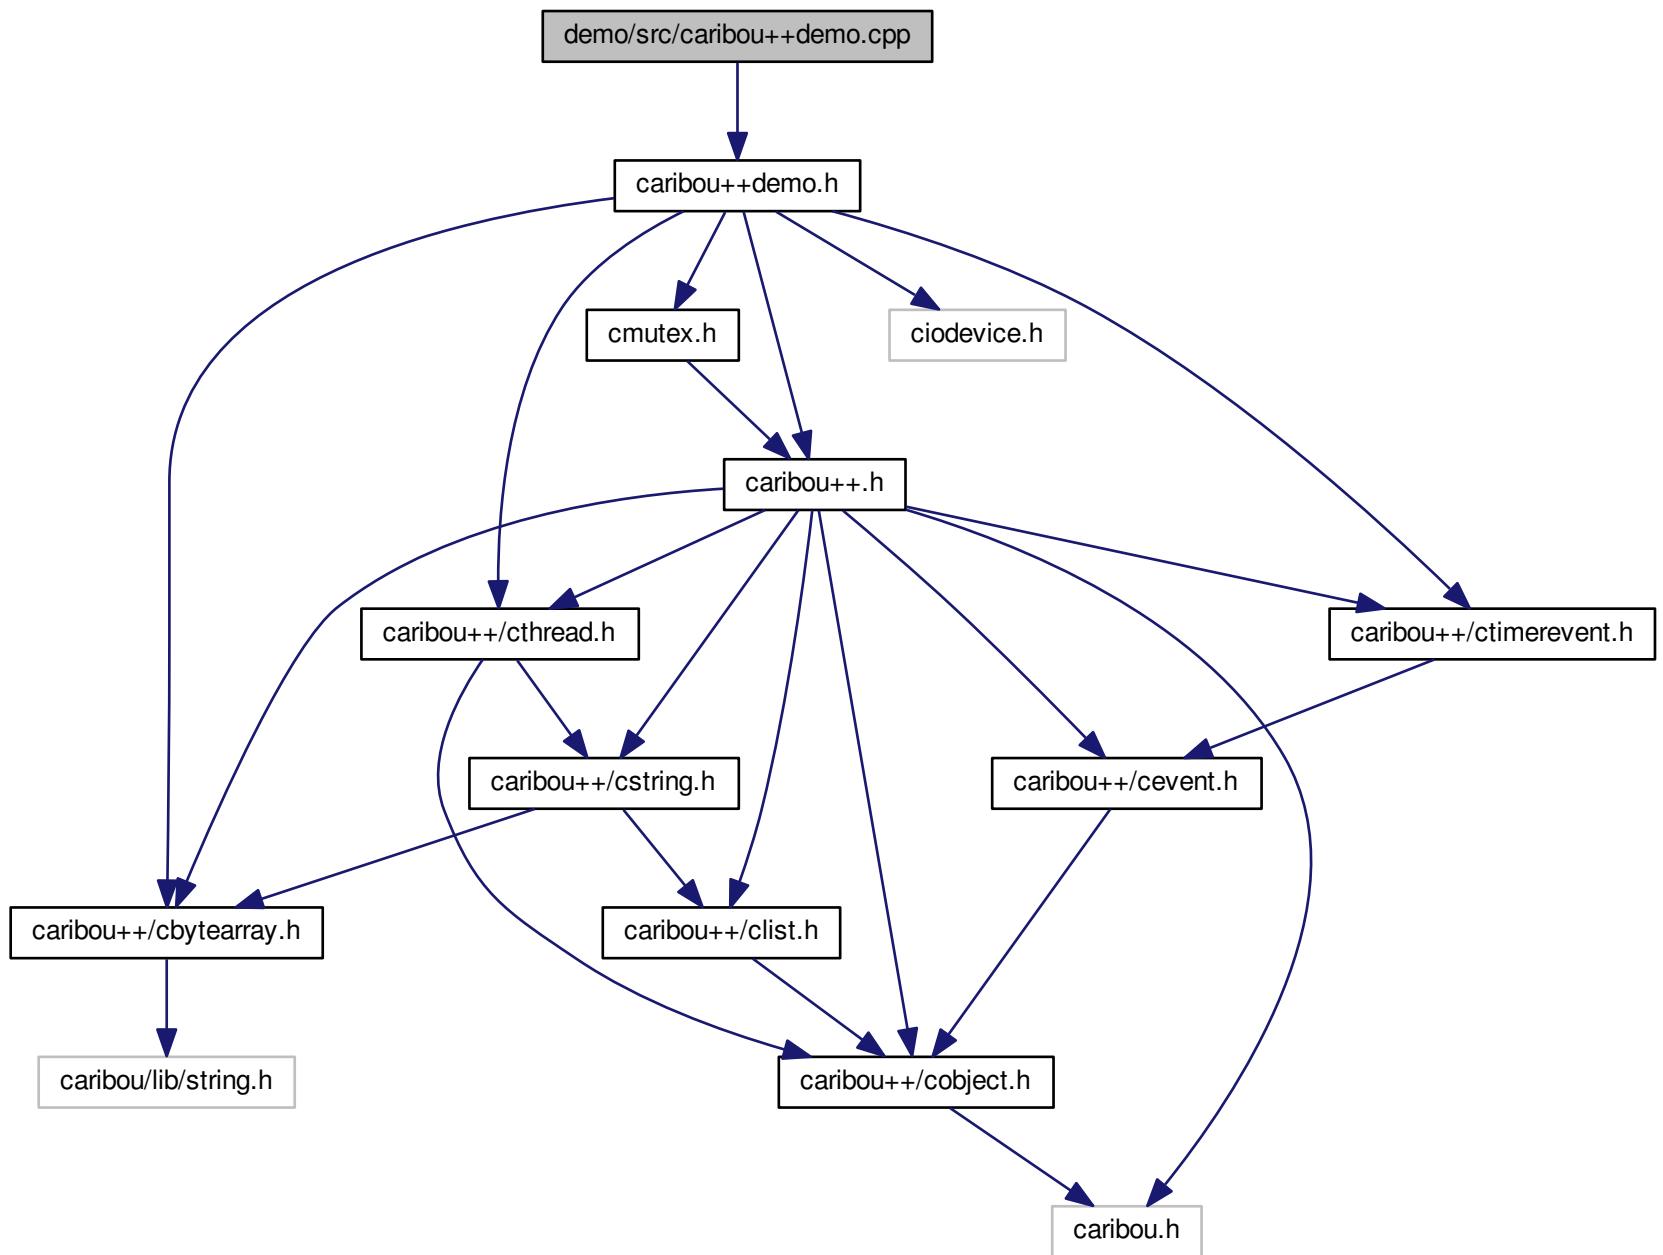 demo/src/caribou++demo.cpp
caribou++demo.h
cmutex.h
ciodevice.h
caribou++.h
caribou++/cthread.h
caribou++/ctimerevent.h
caribou++/cstring.h
caribou++/cevent.h
caribou++/cbytearray.h
caribou++/clist.h
caribou/lib/string.h
caribou++/cobject.h
caribou.h